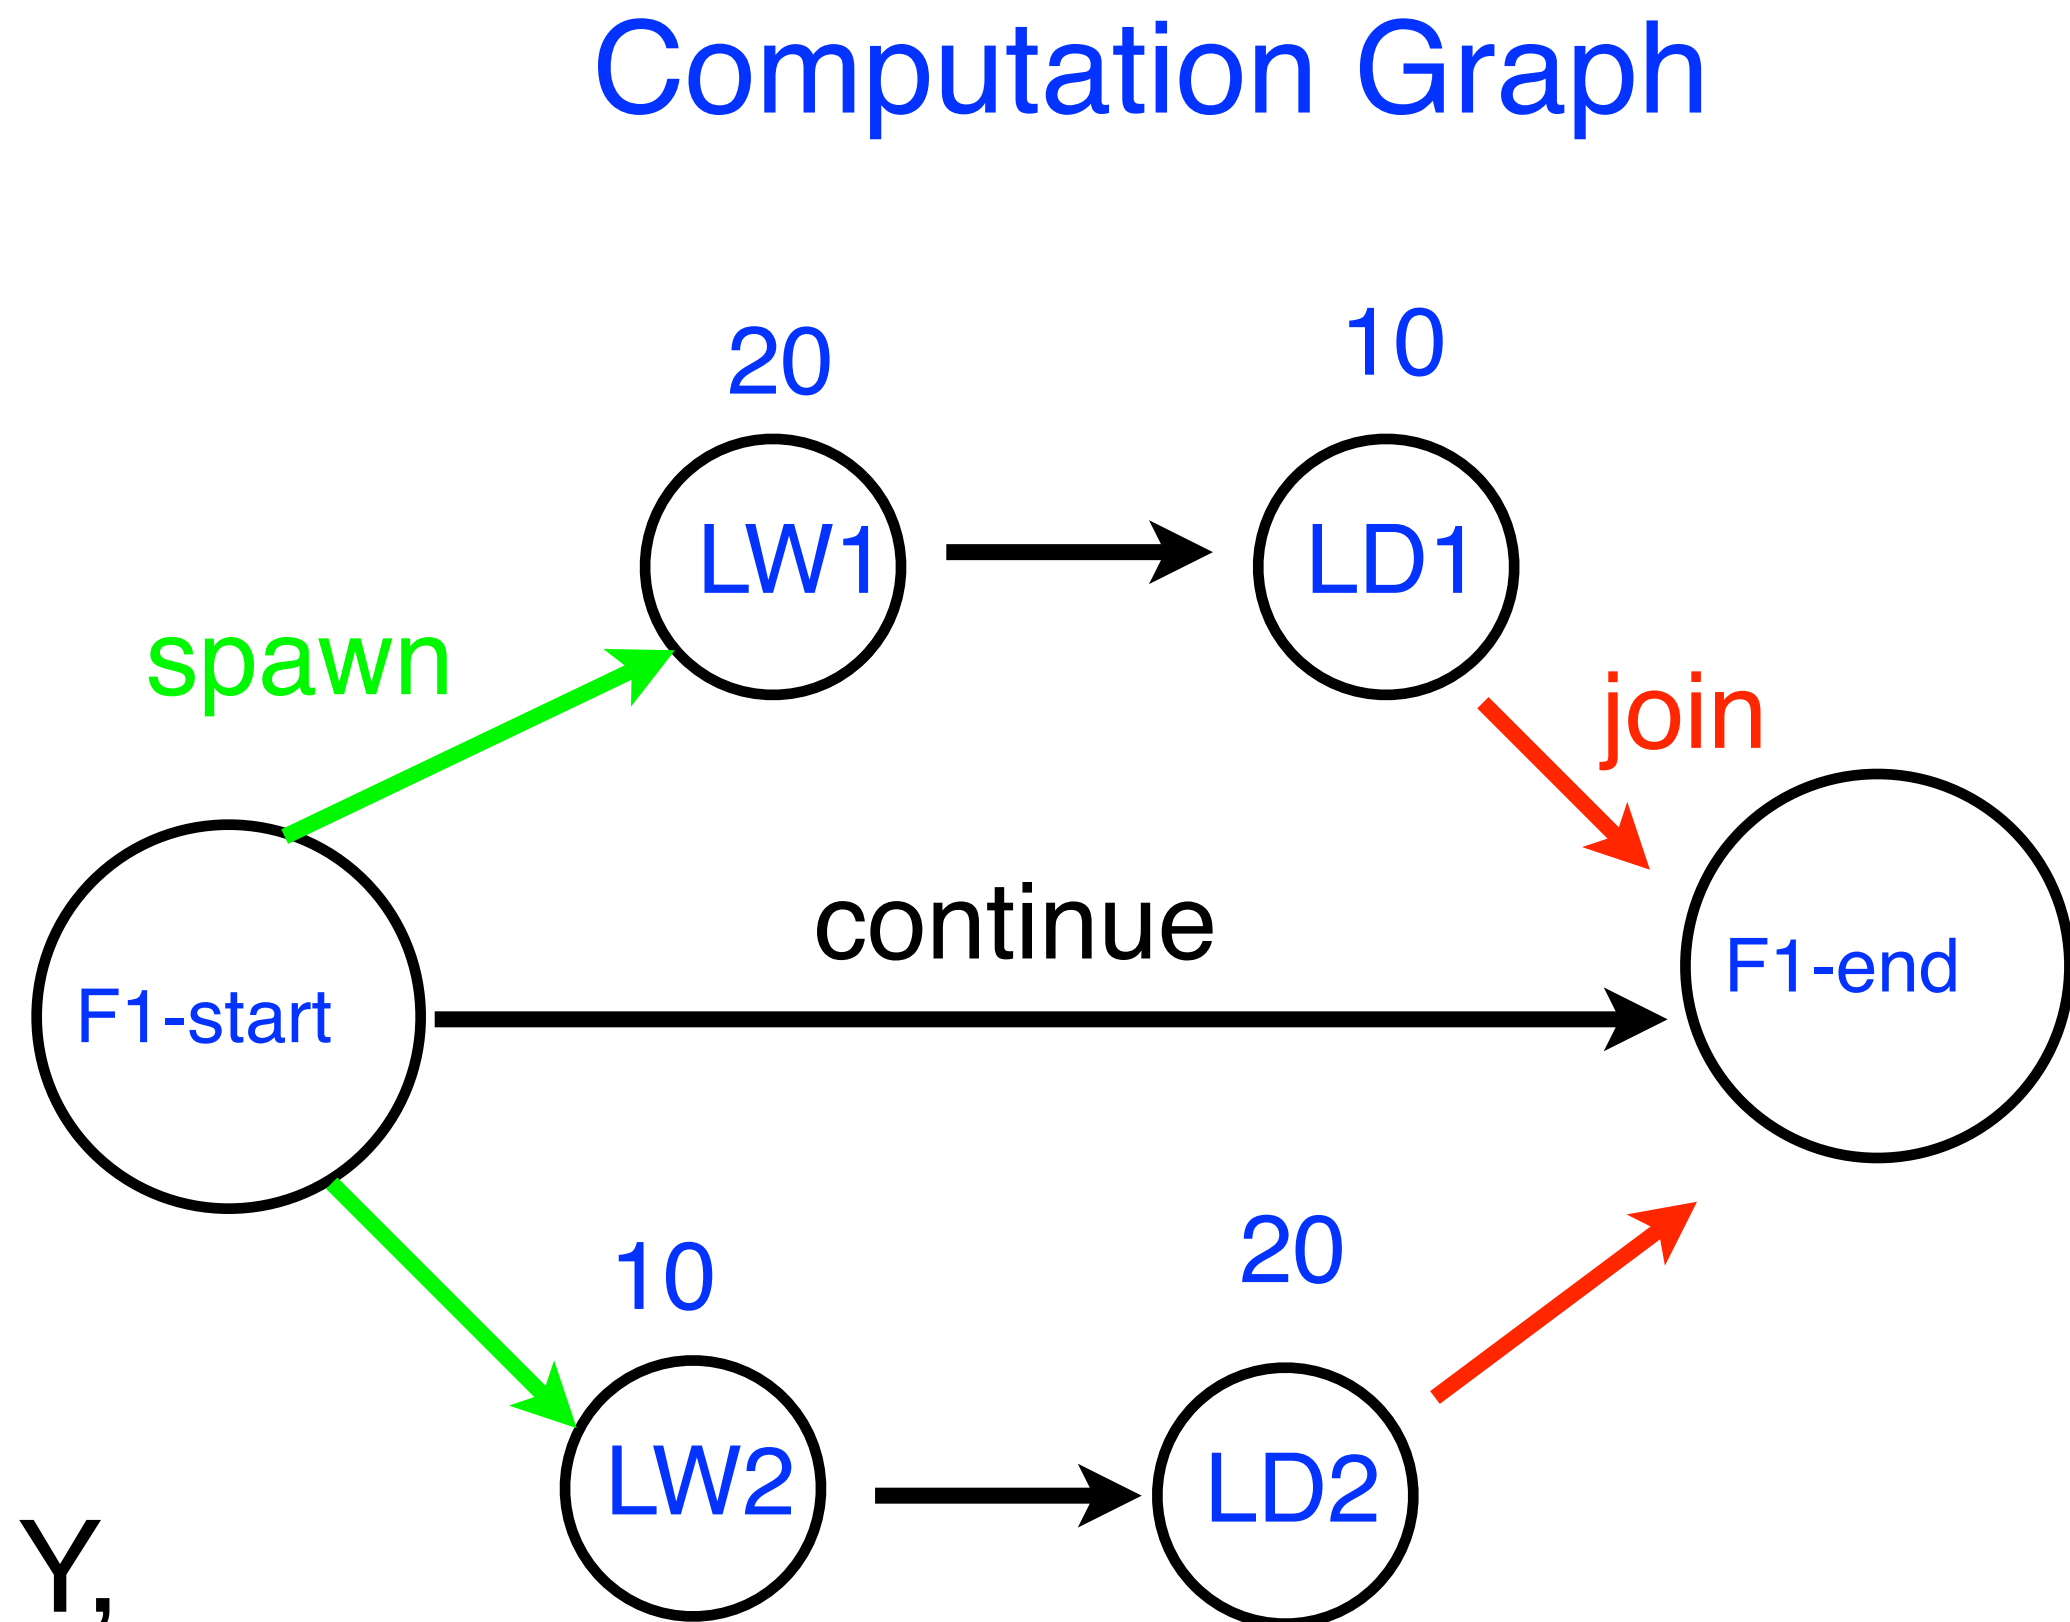 Computation Graph
20
10
LW1
LD1
spawn
join
continue
F1-start
F1-end
10
20
LW2
LD2
Y,